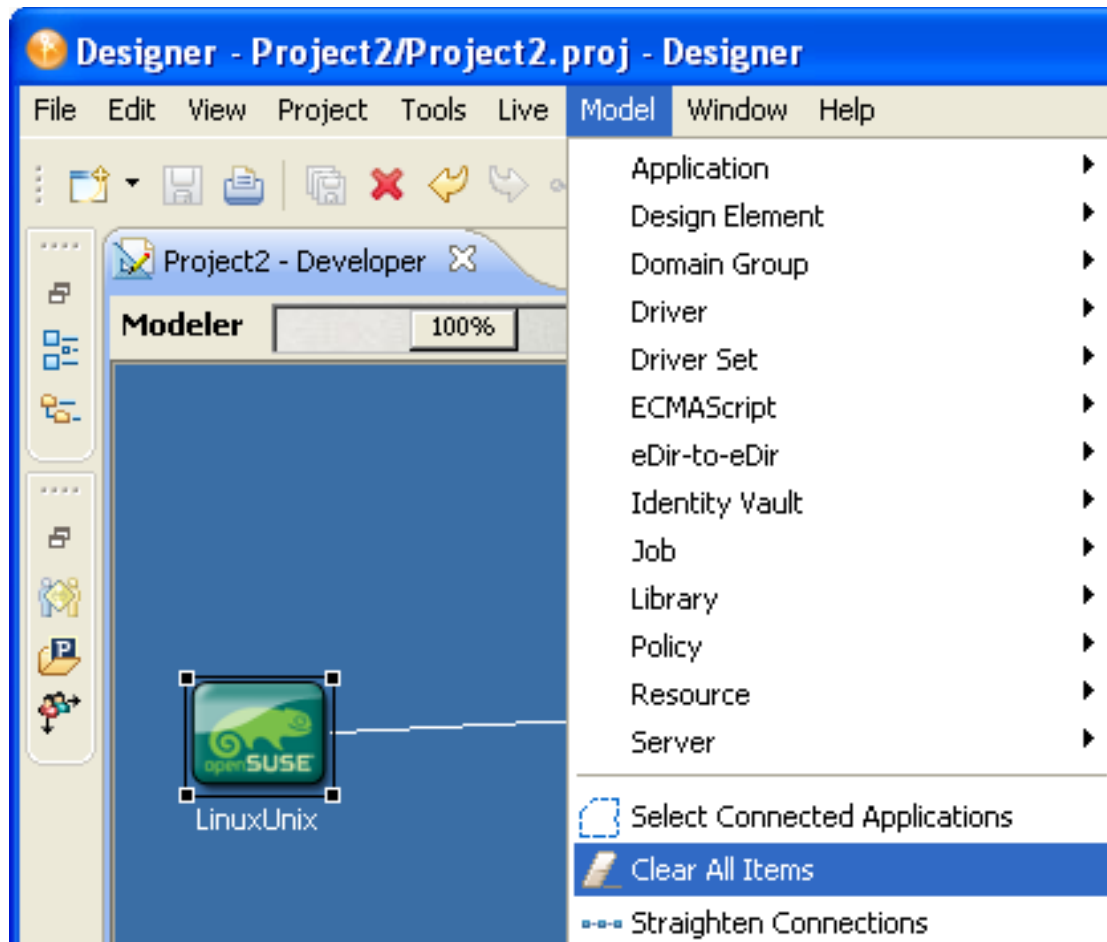 Designer - Project2/Project2.proj - Designer
File Edit View Project Tools Live Model Window Help
Application
Design Element
Project2 - Developer
Domain Group
Modeler 100%
Driver
Driver Set
ECMAScript
eDir-to-eDir
Identity Vault
Job
Library
P
Policy
Resource
Server
openSUSE
LinuxUnix
Select Connected Applications
Clear All Items
Straighten Connections